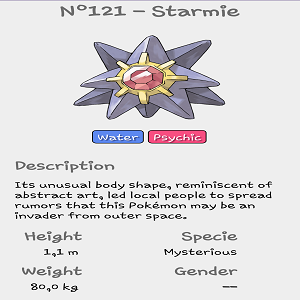 Nº121 - Starmie
Water Psychic
Description
Its unusual body shape, reminiscent of
abstract art, led local people to spread
rumors that this Pokémon may be an
invader from outer space.
Height Specie
1,1 m Mysterious
Weight Gender
80,0 kg --